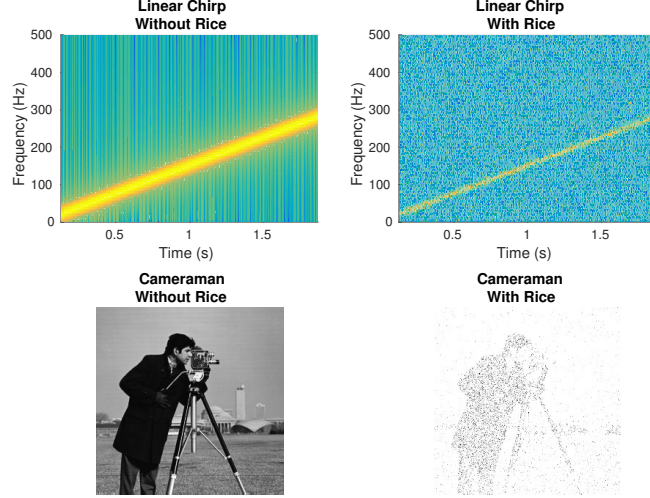 Linear Chirp
Without Rice
500
400
300
200
100
0
Frequency (Hz)
0.5
1
1.5
Time (s)
Linear Chirp
With Rice
500
400
300
200
100
0
Frequency (Hz)
0.5
1
1.5
Time (s)
Cameraman
Without Rice
Cameraman
With Rice